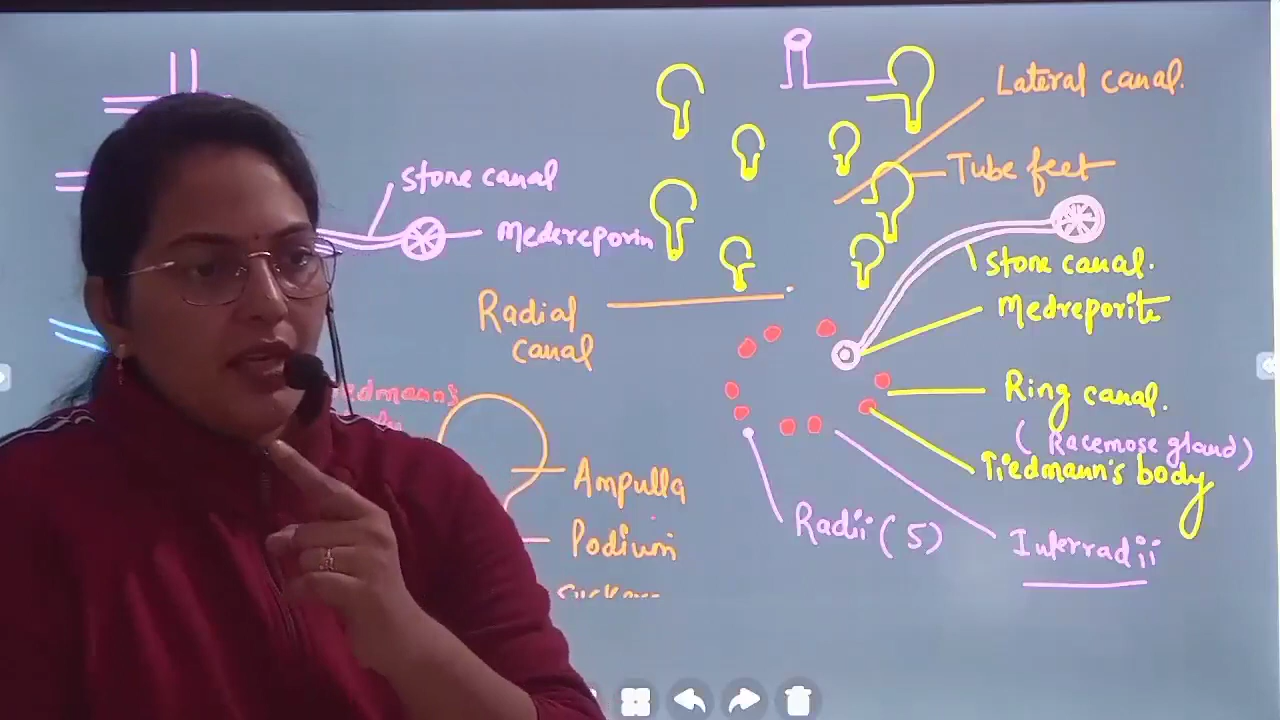 Lateral canal.
Tube feet
stone canal
Medereporin
stone canal.
Medreporite
Radial
canal
Ring canal.
(Racemose gland)
Tiedmann's body
Ampulla
Podium
Radii (5)
Interradii